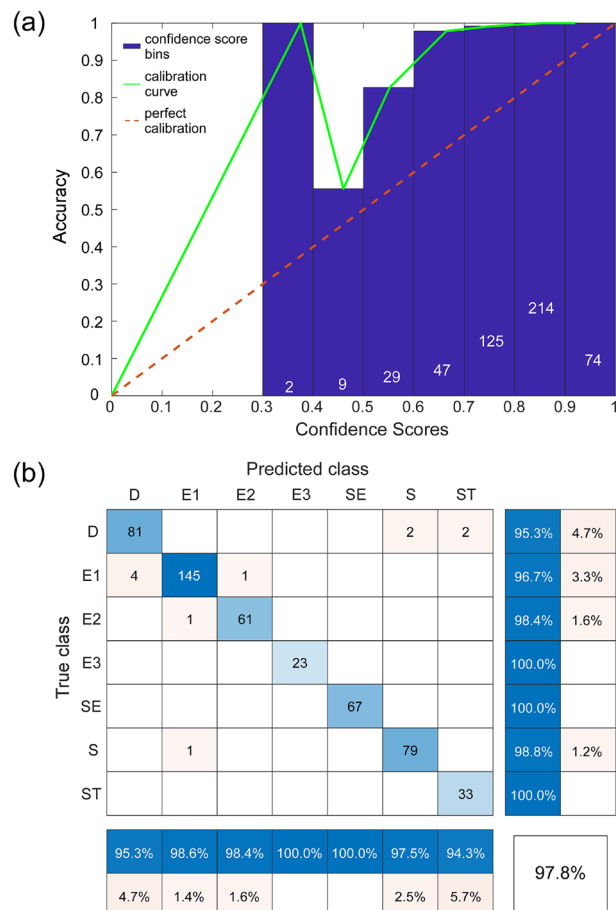 (a)
confidence score
bins
calibration
curve
perfect
calibration
Accuracy
1
0.9
0.8
0.7
0.6
0.5
0.4
0.3
0.2
0.1
0
2
9
29
47
125
214
74
0
0.1
0.2
0.3
0.4
0.5
0.6
0.7
0.8
0.9
1
Confidence Scores
(b)
Predicted class
D E1 E2 E3 SE S ST
True class
D 81 2 2 95.3% 4.7%
E1 4 145 1 96.7% 3.3%
E2 1 61 98.4% 1.6%
E3 23 100.0%
SE 67 100.0%
S 1 79 98.8% 1.2%
ST 33 100.0%
95.3% 98.6% 98.4% 100.0% 100.0% 97.5% 94.3%
4.7% 1.4% 1.6% 2.5% 5.7%
97.8%